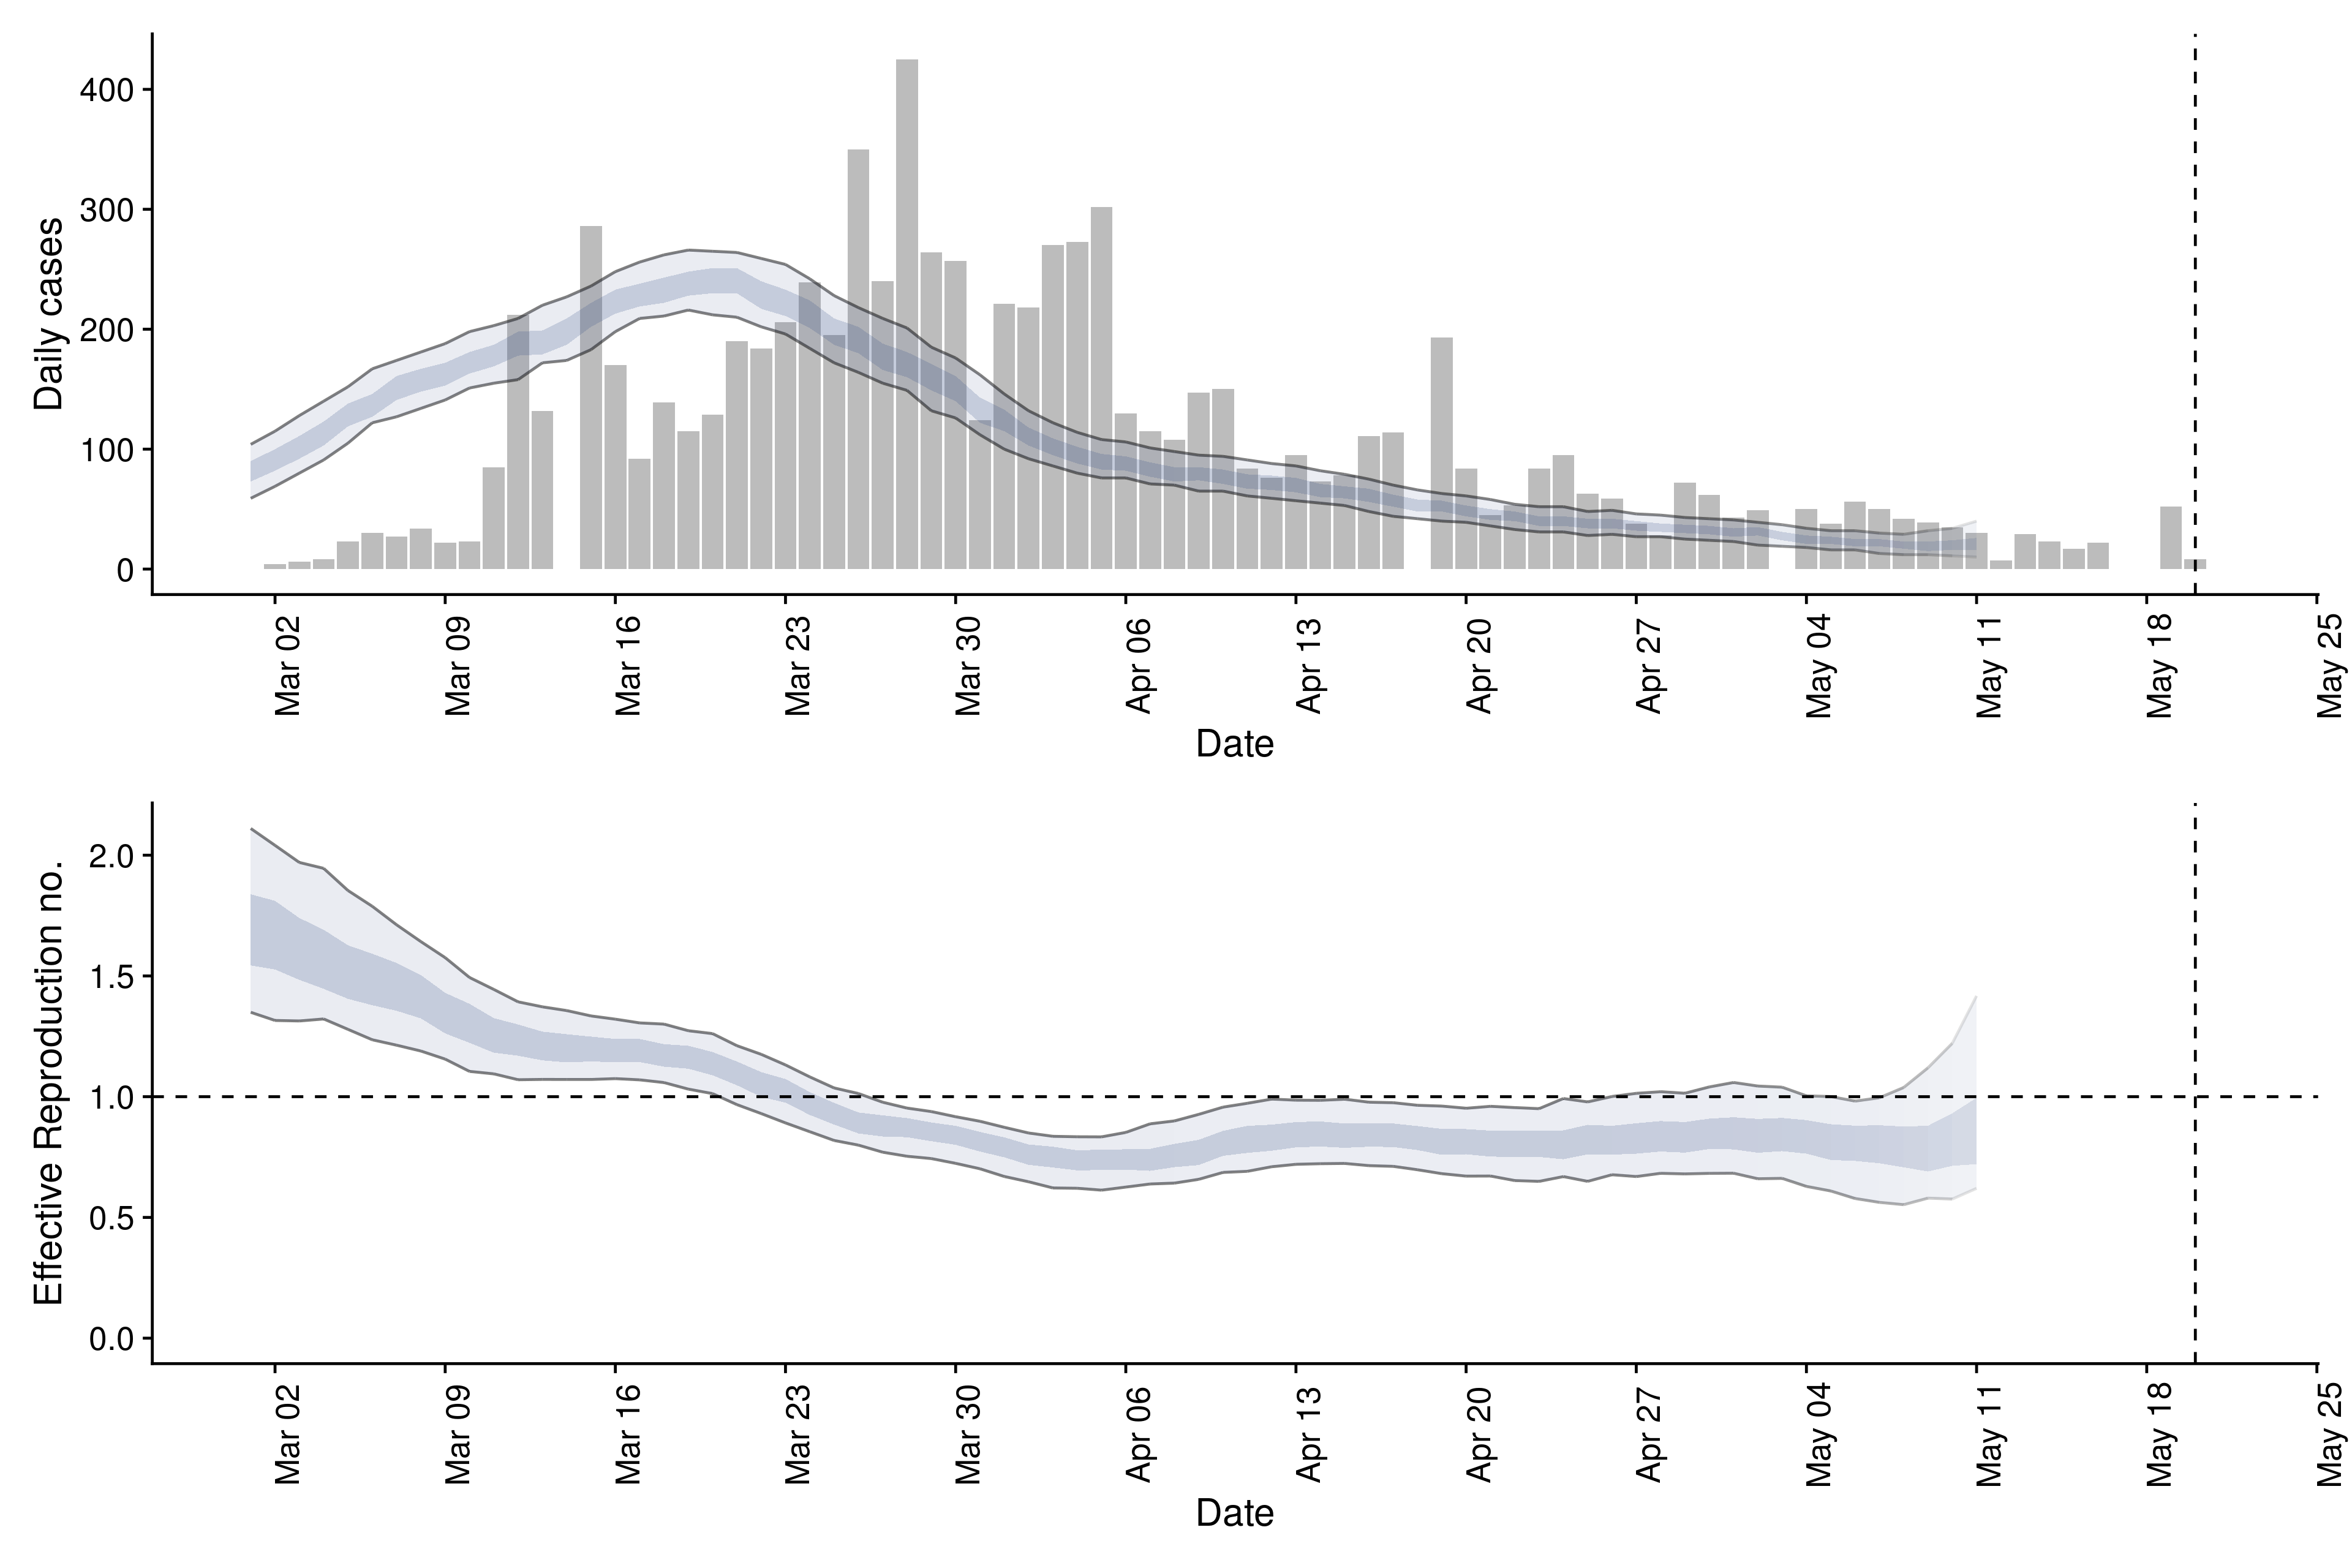 Daily cases
400
300
200
100
0
Mar 02
Mar 09
Mar 16
Mar 23
Mar 30
Apr 06
Apr 13
Apr 20
Apr 27
May 04
May 11
May 18
May 25
Date
Effective Reproduction no.
2.0
1.5
1.0
0.5
0.0
Mar 02
Mar 09
Mar 16
Mar 23
Mar 30
Apr 06
Apr 13
Apr 20
Apr 27
May 04
May 11
May 18
May 25
Date